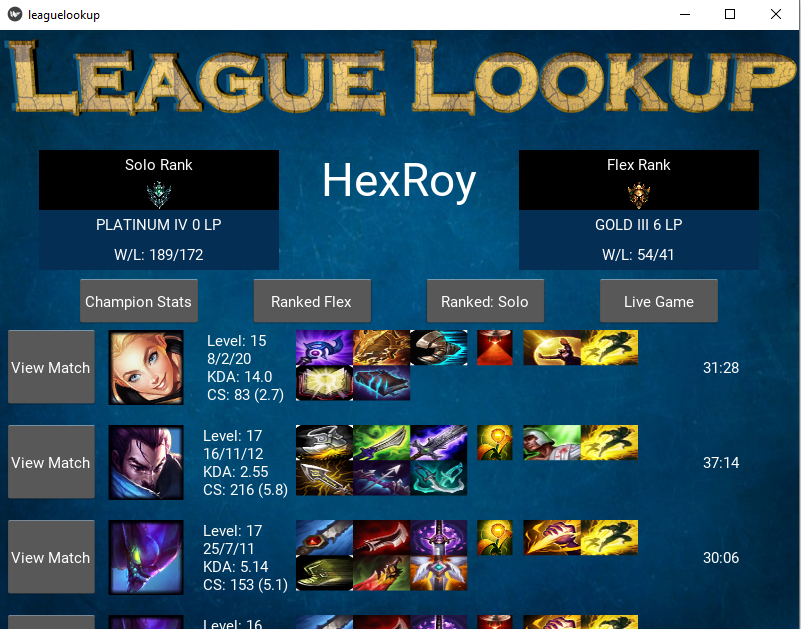 leaguelookup
LEAGUE LOOKUP
Solo Rank
PLATINUM IV 0 LP
W/L: 189/172
HexRoy
Flex Rank
GOLD III 6 LP
W/L: 54/41
Champion Stats
Ranked Flex
Ranked: Solo
Live Game
View Match
Level: 15
8/2/20
KDA: 14.0
CS: 83 (2.7)
31:28
View Match
Level: 17
16/11/12
KDA: 2.55
CS: 216 (5.8)
37:14
View Match
Level: 17
25/7/11
KDA: 5.14
CS: 153 (5.1)
30:06
Level: 16